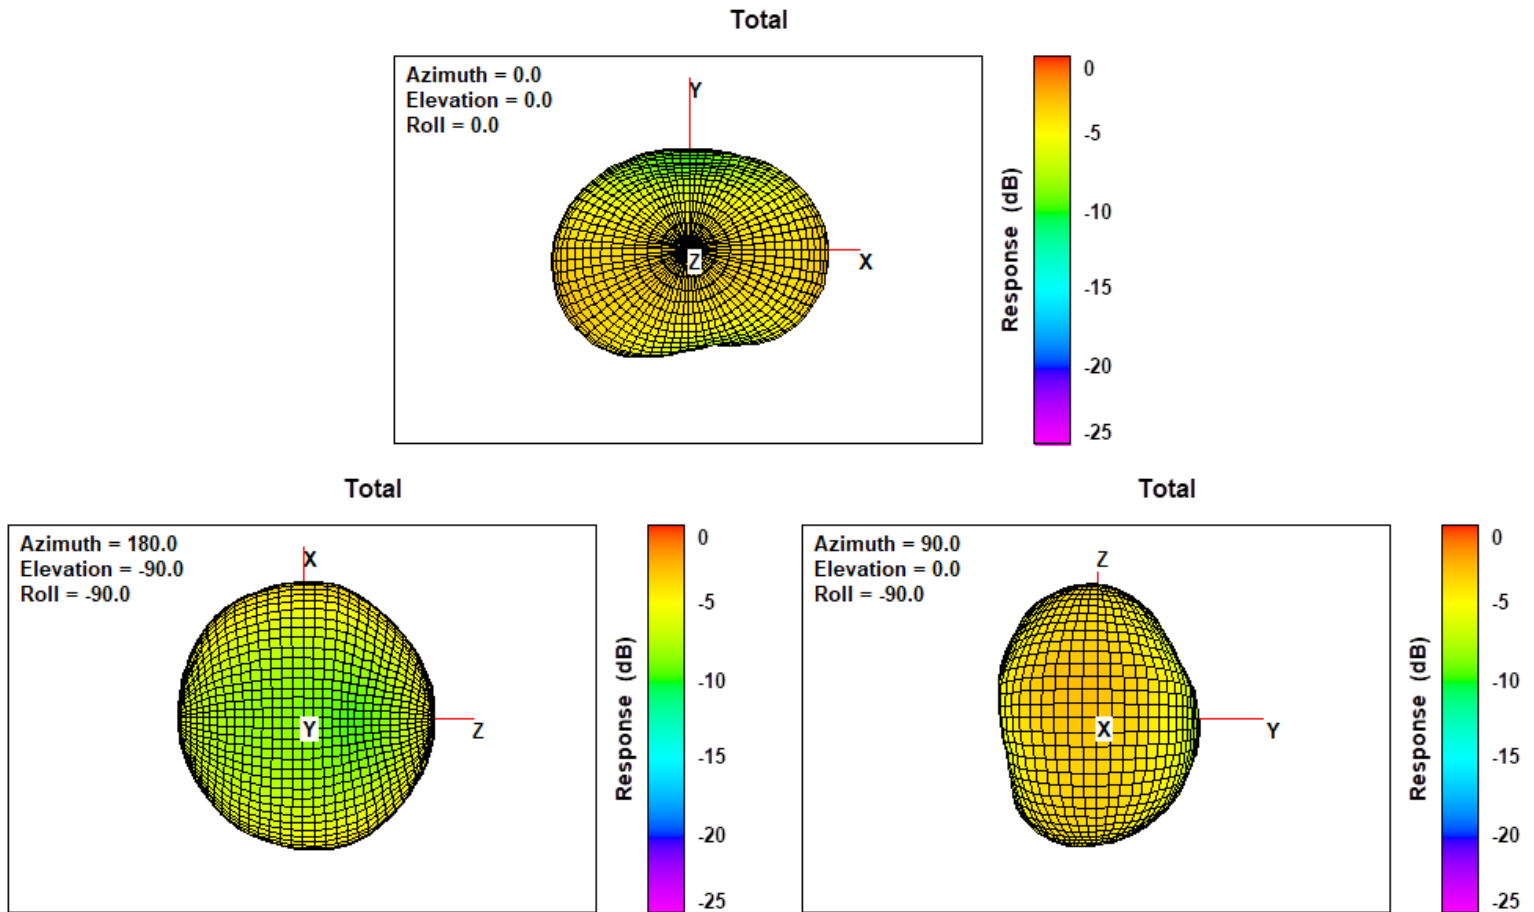 Total
Azimuth = 0.0
Elevation = 0.0
Roll = 0.0
Y
X
Z
0
-5
-10
-15
-20
-25
Response (dB)
Total
Azimuth = 180.0
Elevation = -90.0
Roll = -90.0
X
Y
Z
0
-5
-10
-15
-20
-25
Response (dB)
Total
Azimuth = 90.0
Elevation = 0.0
Roll = -90.0
Z
X
Y
0
-5
-10
-15
-20
-25
Response (dB)